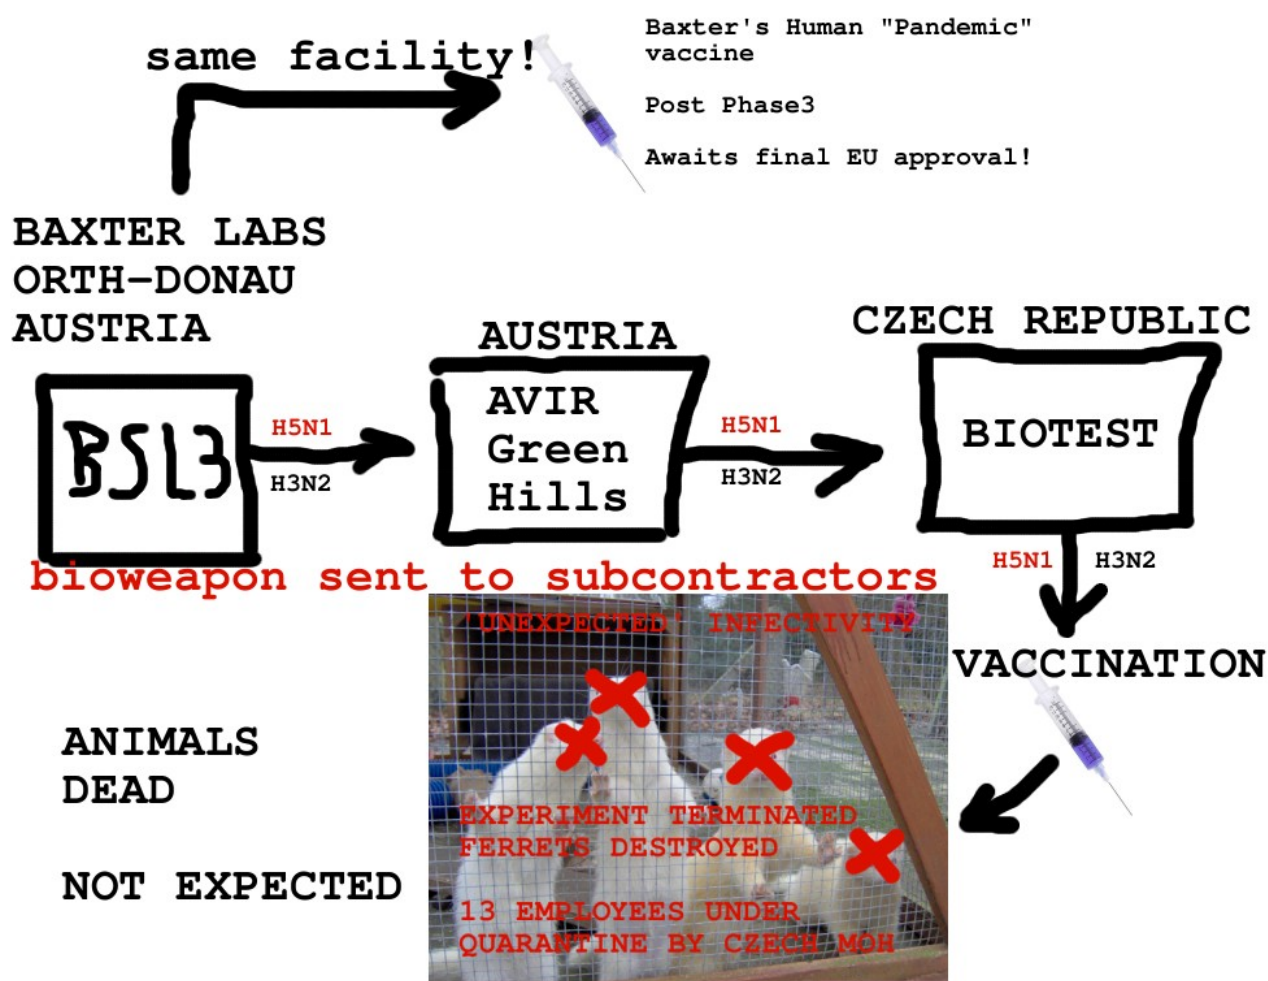 same facility!
Baxter's Human "Pandemic"
vaccine
Post Phase3
Awaits final EU approval!
BAXTER LABS
ORTH-DONAU
AUSTRIA
BSL3
H5N1
H3N2
AUSTRIA
AVIR
Green
Hills
H5N1
H3N2
CZECH REPUBLIC
BIOTEST
H5N1
H3N2
bioweapon sent to subcontractors
VACCINATION
'UNEXPECTED' INFECTIVITY
EXPERIMENT TERMINATED
FERRETS DESTROYED
13 EMPLOYEES UNDER
QUARANTINE BY CZECH MOH
ANIMALS
DEAD
NOT EXPECTED